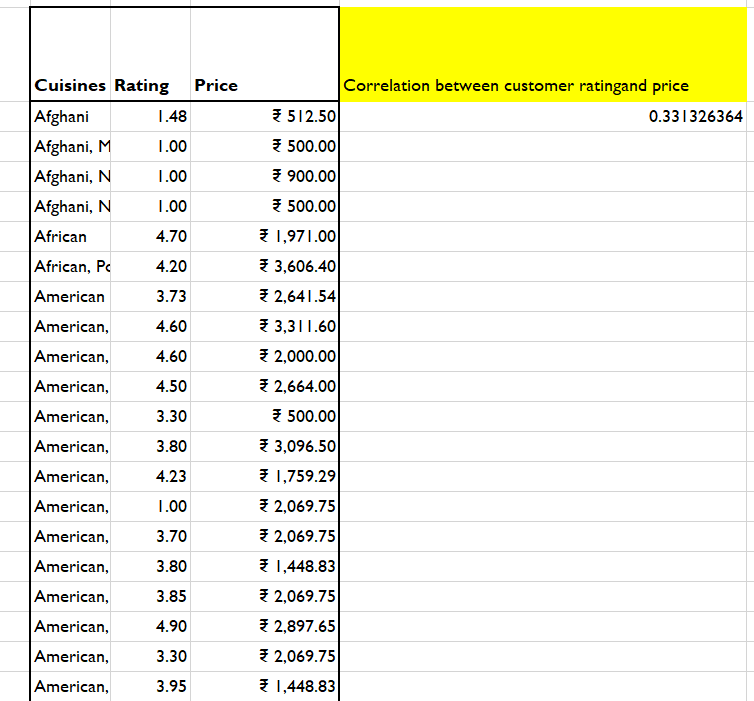 Cuisines Rating Price Correlation between customer ratingand price
Afghani 1.48 ₹ 512.50 0.331326364
Afghani, M 1.00 ₹ 500.00
Afghani, N 1.00 ₹ 900.00
Afghani, N 1.00 ₹ 500.00
African 4.70 ₹ 1,971.00
African, Po 4.20 ₹ 3,606.40
American 3.73 ₹ 2,641.54
American, 4.60 ₹ 3,311.60
American, 4.60 ₹ 2,000.00
American, 4.50 ₹ 2,664.00
American, 3.30 ₹ 500.00
American, 3.80 ₹ 3,096.50
American, 4.23 ₹ 1,759.29
American, 1.00 ₹ 2,069.75
American, 3.70 ₹ 2,069.75
American, 3.80 ₹ 1,448.83
American, 3.85 ₹ 2,069.75
American, 4.90 ₹ 2,897.65
American, 3.30 ₹ 2,069.75
American, 3.95 ₹ 1,448.83